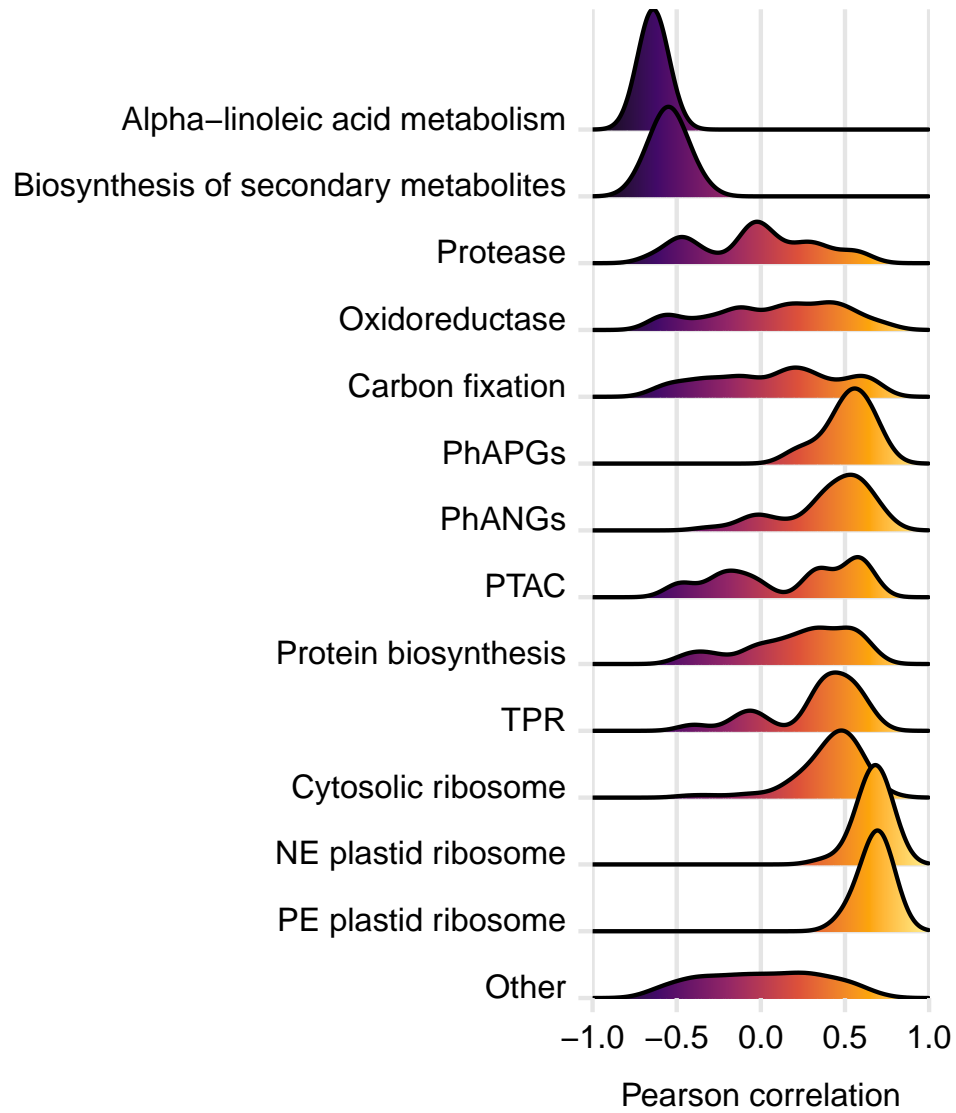 Alpha−linoleic acid metabolism
Biosynthesis of secondary metabolites
Protease
Oxidoreductase
Carbon fixation
PhAPGs
PhANGs
PTAC
Protein biosynthesis
TPR
Cytosolic ribosome
NE plastid ribosome
PE plastid ribosome
Other
−1.0 −0.5 0.0 0.5 1.0
Pearson correlation